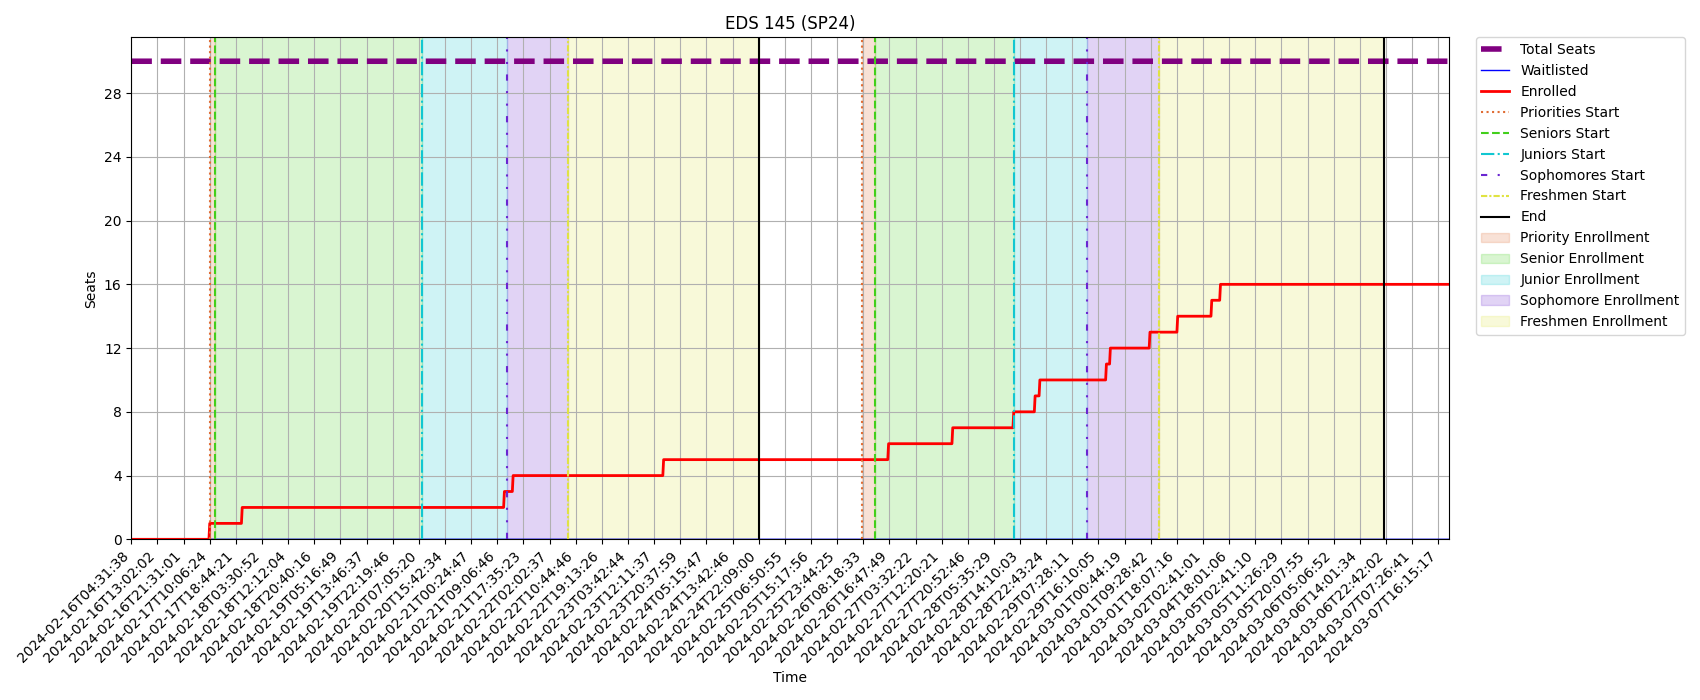 EDS 145 (SP24)
Seats
28
24
20
16
12
8
4
0
2024-02-16T04:31:38
2024-02-16T13:02:02
2024-02-16T21:31:01
2024-02-17T10:06:24
2024-02-17T18:44:21
2024-02-18T03:30:52
2024-02-18T12:12:04
2024-02-18T20:40:16
2024-02-19T05:16:49
2024-02-19T13:46:37
2024-02-19T22:19:46
2024-02-20T07:05:20
2024-02-20T15:42:34
2024-02-21T00:24:47
2024-02-21T09:06:46
2024-02-21T17:35:23
2024-02-22T02:02:37
2024-02-22T10:44:46
2024-02-22T19:13:26
2024-02-23T03:42:44
2024-02-23T12:11:37
2024-02-23T20:37:59
2024-02-24T05:15:47
2024-02-24T13:42:46
2024-02-24T22:09:00
2024-02-25T06:50:55
2024-02-25T15:17:56
2024-02-25T23:44:25
2024-02-26T08:18:33
2024-02-26T16:47:49
2024-02-27T03:32:22
2024-02-27T12:20:21
2024-02-27T20:52:46
2024-02-28T05:35:29
2024-02-28T14:10:03
2024-02-28T22:43:24
2024-02-29T07:28:11
2024-02-29T16:10:05
2024-03-01T00:44:19
2024-03-01T09:28:42
2024-03-01T18:07:16
2024-03-02T02:41:01
2024-03-04T18:01:06
2024-03-05T02:41:10
2024-03-05T11:26:29
2024-03-05T20:07:55
2024-03-06T05:06:52
2024-03-06T14:01:34
2024-03-06T22:42:02
2024-03-07T07:26:41
2024-03-07T16:15:17
Time
Total Seats
Waitlisted
Enrolled
Priorities Start
Seniors Start
Juniors Start
Sophomores Start
Freshmen Start
End
Priority Enrollment
Senior Enrollment
Junior Enrollment
Sophomore Enrollment
Freshmen Enrollment